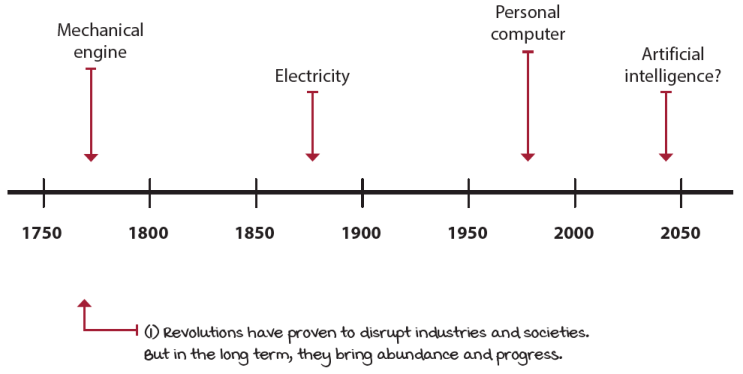 Mechanical
engine
Electricity
Personal
computer
Artificial
intelligence?
1750
1800
1850
1900
1950
2000
2050
(1) Revolutions have proven to disrupt industries and societies.
But in the long term, they bring abundance and progress.